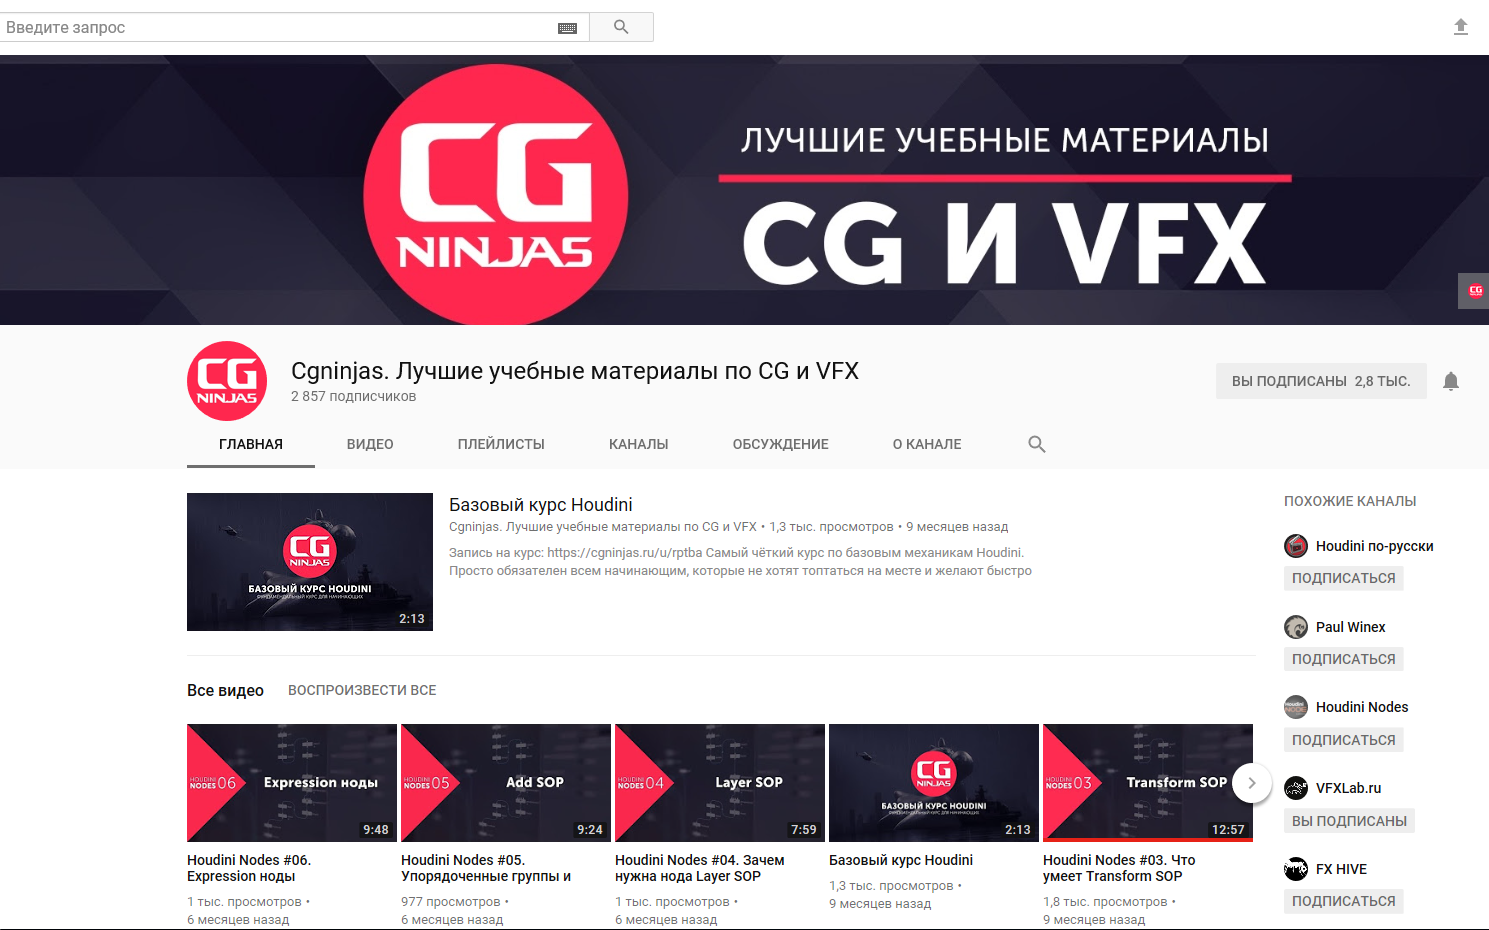 Введите запрос
CG
NINJAS
ЛУЧШИЕ УЧЕБНЫЕ МАТЕРИАЛЫ
CG И VFX
CG
CG
NINJAS
Cgninjas. Лучшие учебные материалы по CG и VFX
2 857 подписчиков
ВЫ ПОДПИСАНЫ 2,8 ТЫС.
ГЛАВНАЯ
ВИДЕО
ПЛЕЙЛИСТЫ
КАНАЛЫ
ОБСУЖДЕНИЕ
О КАНАЛЕ
CG
NINJAS
БАЗОВЫЙ КУРС HOUDINI
ФУНДАМЕНТАЛЬНЫЙ КУРС ДЛЯ НАЧИНАЮЩИХ
2:13
Базовый курс Houdini
Cgninjas. Лучшие учебные материалы по CG и VFX • 1,3 тыс. просмотров • 9 месяцев назад
Запись на курс: https://cgninjas.ru/u/rptba Самый чёткий курс по базовым механикам Houdini.
Просто обязателен всем начинающим, которые не хотят топтаться на месте и желают быстро
Все видео
ВОСПРОИЗВЕСТИ ВСЕ
HOUDINI
NODES 06
Expression ноды
9:48
Houdini Nodes #06.
Expression ноды
1 тыс. просмотров •
6 месяцев назад
HOUDINI
NODES 05
Add SOP
9:24
Houdini Nodes #05.
Упорядоченные группы и
977 просмотров •
6 месяцев назад
HOUDINI
NODES 04
Layer SOP
7:59
Houdini Nodes #04. Зачем
нужна нода Layer SOP
1 тыс. просмотров •
6 месяцев назад
CG
NINJAS
БАЗОВЫЙ КУРС HOUDINI
ФУНДАМЕНТАЛЬНЫЙ КУРС ДЛЯ НАЧИНАЮЩИХ
2:13
Базовый курс Houdini
1,3 тыс. просмотров •
9 месяцев назад
HOUDINI
NODES 03
Transform SOP
12:57
Houdini Nodes #03. Что
умеет Transform SOP
1,8 тыс. просмотров •
9 месяцев назад
ПОХОЖИЕ КАНАЛЫ
Houdini по-русски
ПОДПИСАТЬСЯ
Paul Winex
ПОДПИСАТЬСЯ
Houdini Nodes
ПОДПИСАТЬСЯ
VFXLab.ru
ВЫ ПОДПИСАНЫ
FX HIVE
ПОДПИСАТЬСЯ